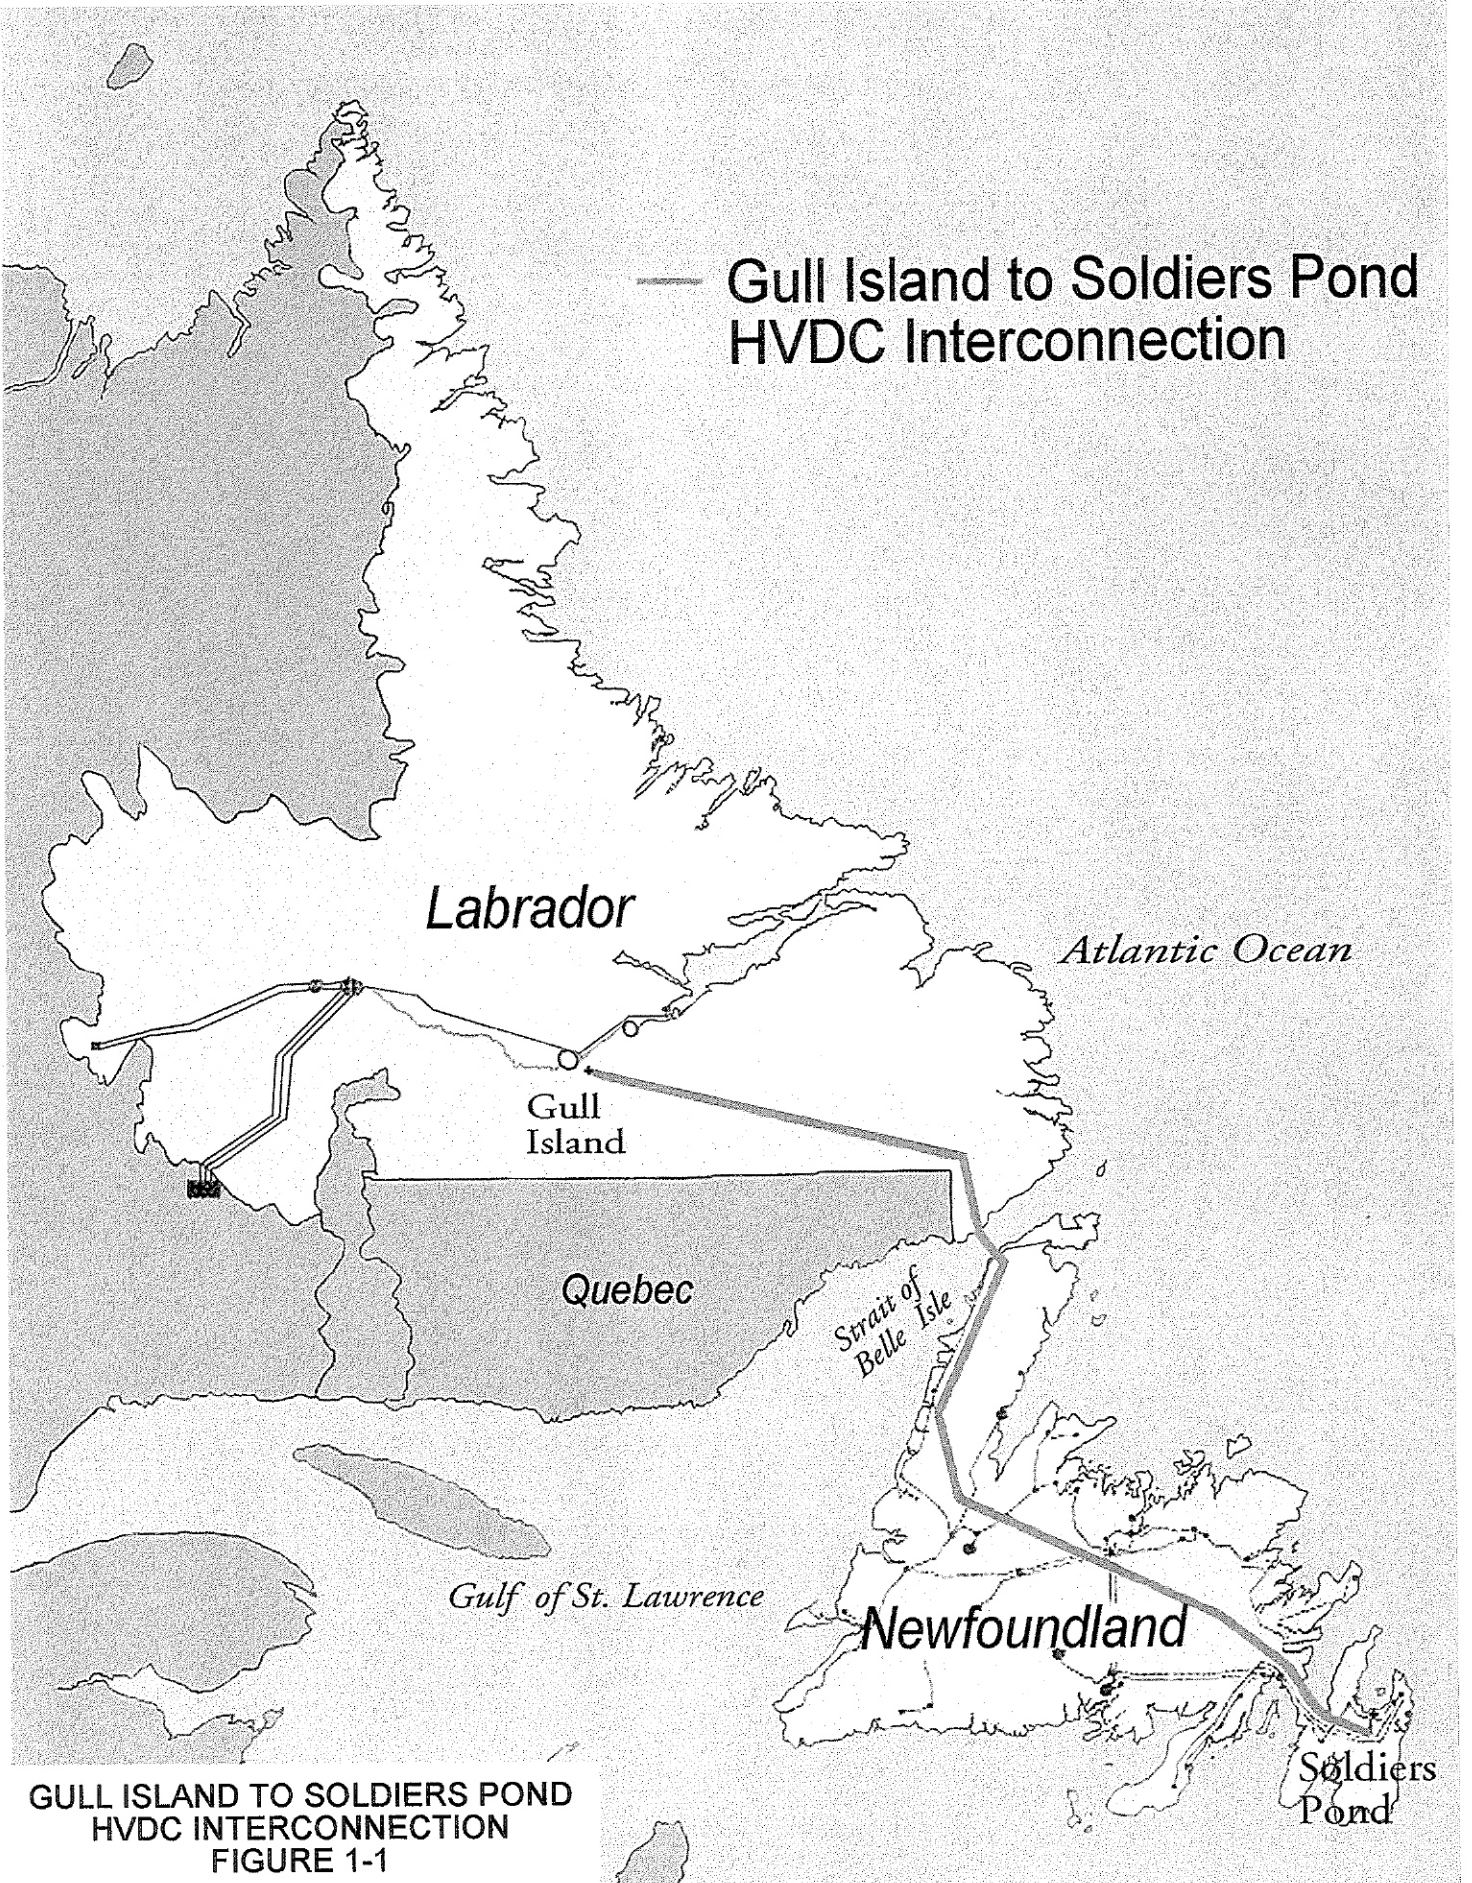 Gull Island to Soldiers Pond
HVDC Interconnection
Labrador
Atlantic Ocean
Gull
Island
Quebec
Strait of
Belle Isle
Gulf of St. Lawrence
Newfoundland
Soldiers
Pond
GULL ISLAND TO SOLDIERS POND
HVDC INTERCONNECTION
FIGURE 1-1